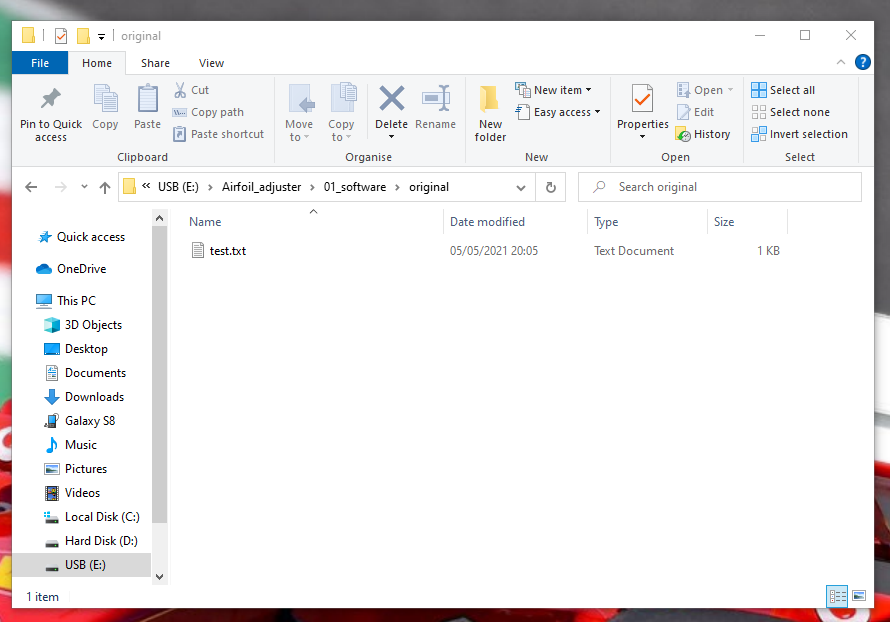 original
File Home Share View
Pin to Quick access
Copy
Paste
Cut
Copy path
Paste shortcut
Clipboard
Move to
Copy to
Delete
Rename
Organise
New folder
New item
Easy access
New
Properties
Open
Edit
History
Open
Select all
Select none
Invert selection
Select
« USB (E:) › Airfoil_adjuster › 01_software › original
Search original
Name Date modified Type Size
test.txt 05/05/2021 20:05 Text Document 1 KB
Quick access
OneDrive
This PC
3D Objects
Desktop
Documents
Downloads
Galaxy S8
Music
Pictures
Videos
Local Disk (C:)
Hard Disk (D:)
USB (E:)
1 item